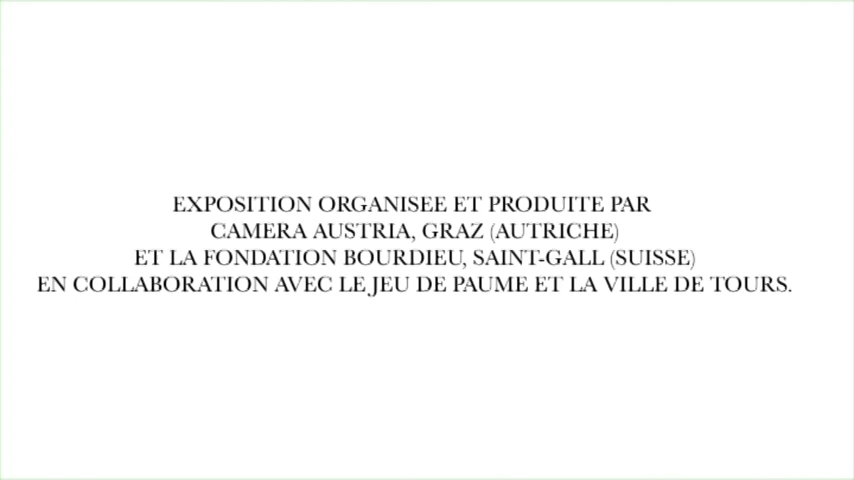 EXPOSITION ORGANISEE ET PRODUITE PAR
CAMERA AUSTRIA, GRAZ (AUTRICHE)
ET LA FONDATION BOURDIEU, SAINT-GALL (SUISSE)
EN COLLABORATION AVEC LE JEU DE PAUME ET LA VILLE DE TOURS.